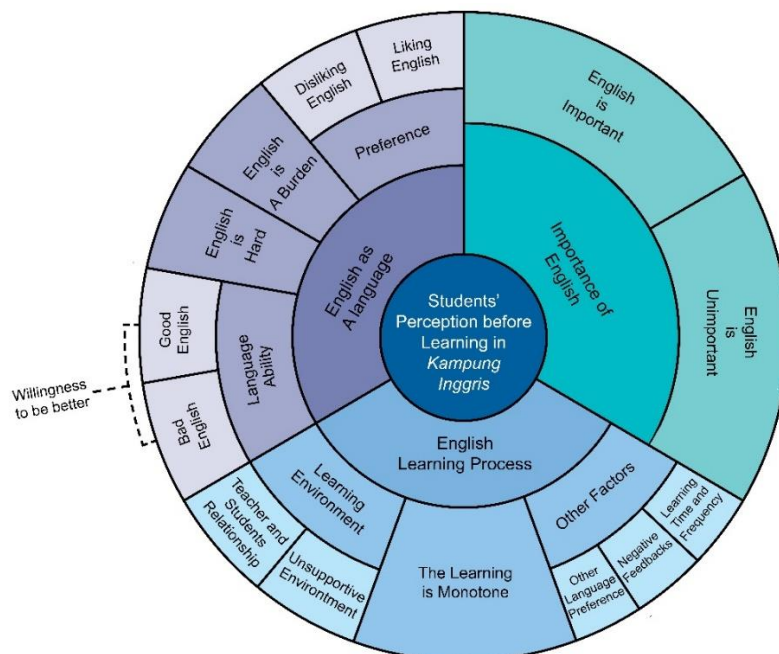 Students'
Perception before
Learning in
Kampung
Inggris
Importance of
English
English
is
Important
English
is
Unimportant
English
Learning Process
Other Factors
Learning
Time and
Frequency
Negative
Feedbacks
Other
Language
Preference
The Learning
is Monotone
Learning
Environment
Unsupportive
Environtment
Teacher and
Students
Relationship
English as
A language
Language
Ability
Bad
English
Good
English
Willingness
to be better
English
is
Hard
English
is
A Burden
Preference
Disliking
English
Liking
English